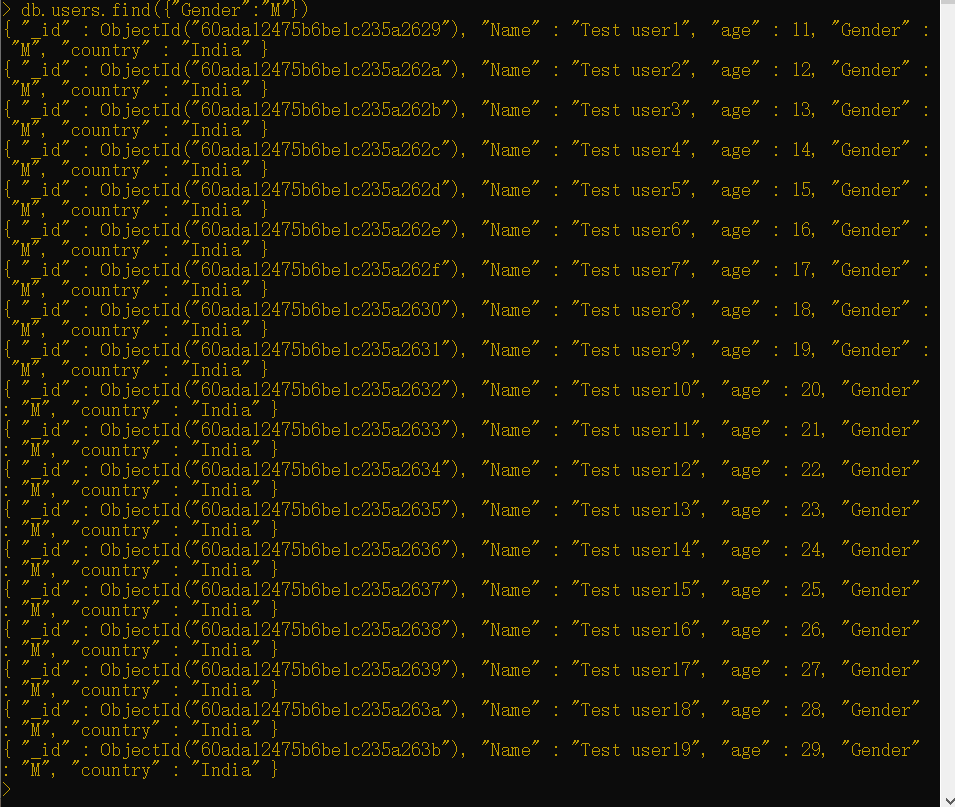 > db.users.find({"Gender":"M"})
{ "_id" : ObjectId("60ada12475b6be1c235a2629"), "Name" : "Test user1", "age" : 11, "Gender" :
"M", "country" : "India" }
{ "_id" : ObjectId("60ada12475b6be1c235a262a"), "Name" : "Test user2", "age" : 12, "Gender" :
"M", "country" : "India" }
{ "_id" : ObjectId("60ada12475b6be1c235a262b"), "Name" : "Test user3", "age" : 13, "Gender" :
"M", "country" : "India" }
{ "_id" : ObjectId("60ada12475b6be1c235a262c"), "Name" : "Test user4", "age" : 14, "Gender" :
"M", "country" : "India" }
{ "_id" : ObjectId("60ada12475b6be1c235a262d"), "Name" : "Test user5", "age" : 15, "Gender" :
"M", "country" : "India" }
{ "_id" : ObjectId("60ada12475b6be1c235a262e"), "Name" : "Test user6", "age" : 16, "Gender" :
"M", "country" : "India" }
{ "_id" : ObjectId("60ada12475b6be1c235a262f"), "Name" : "Test user7", "age" : 17, "Gender" :
"M", "country" : "India" }
{ "_id" : ObjectId("60ada12475b6be1c235a2630"), "Name" : "Test user8", "age" : 18, "Gender" :
"M", "country" : "India" }
{ "_id" : ObjectId("60ada12475b6be1c235a2631"), "Name" : "Test user9", "age" : 19, "Gender" :
"M", "country" : "India" }
{ "_id" : ObjectId("60ada12475b6be1c235a2632"), "Name" : "Test user10", "age" : 20, "Gender"
: "M", "country" : "India" }
{ "_id" : ObjectId("60ada12475b6be1c235a2633"), "Name" : "Test user11", "age" : 21, "Gender"
: "M", "country" : "India" }
{ "_id" : ObjectId("60ada12475b6be1c235a2634"), "Name" : "Test user12", "age" : 22, "Gender"
: "M", "country" : "India" }
{ "_id" : ObjectId("60ada12475b6be1c235a2635"), "Name" : "Test user13", "age" : 23, "Gender"
: "M", "country" : "India" }
{ "_id" : ObjectId("60ada12475b6be1c235a2636"), "Name" : "Test user14", "age" : 24, "Gender"
: "M", "country" : "India" }
{ "_id" : ObjectId("60ada12475b6be1c235a2637"), "Name" : "Test user15", "age" : 25, "Gender"
: "M", "country" : "India" }
{ "_id" : ObjectId("60ada12475b6be1c235a2638"), "Name" : "Test user16", "age" : 26, "Gender"
: "M", "country" : "India" }
{ "_id" : ObjectId("60ada12475b6be1c235a2639"), "Name" : "Test user17", "age" : 27, "Gender"
: "M", "country" : "India" }
{ "_id" : ObjectId("60ada12475b6be1c235a263a"), "Name" : "Test user18", "age" : 28, "Gender"
: "M", "country" : "India" }
{ "_id" : ObjectId("60ada12475b6be1c235a263b"), "Name" : "Test user19", "age" : 29, "Gender"
: "M", "country" : "India" }
>